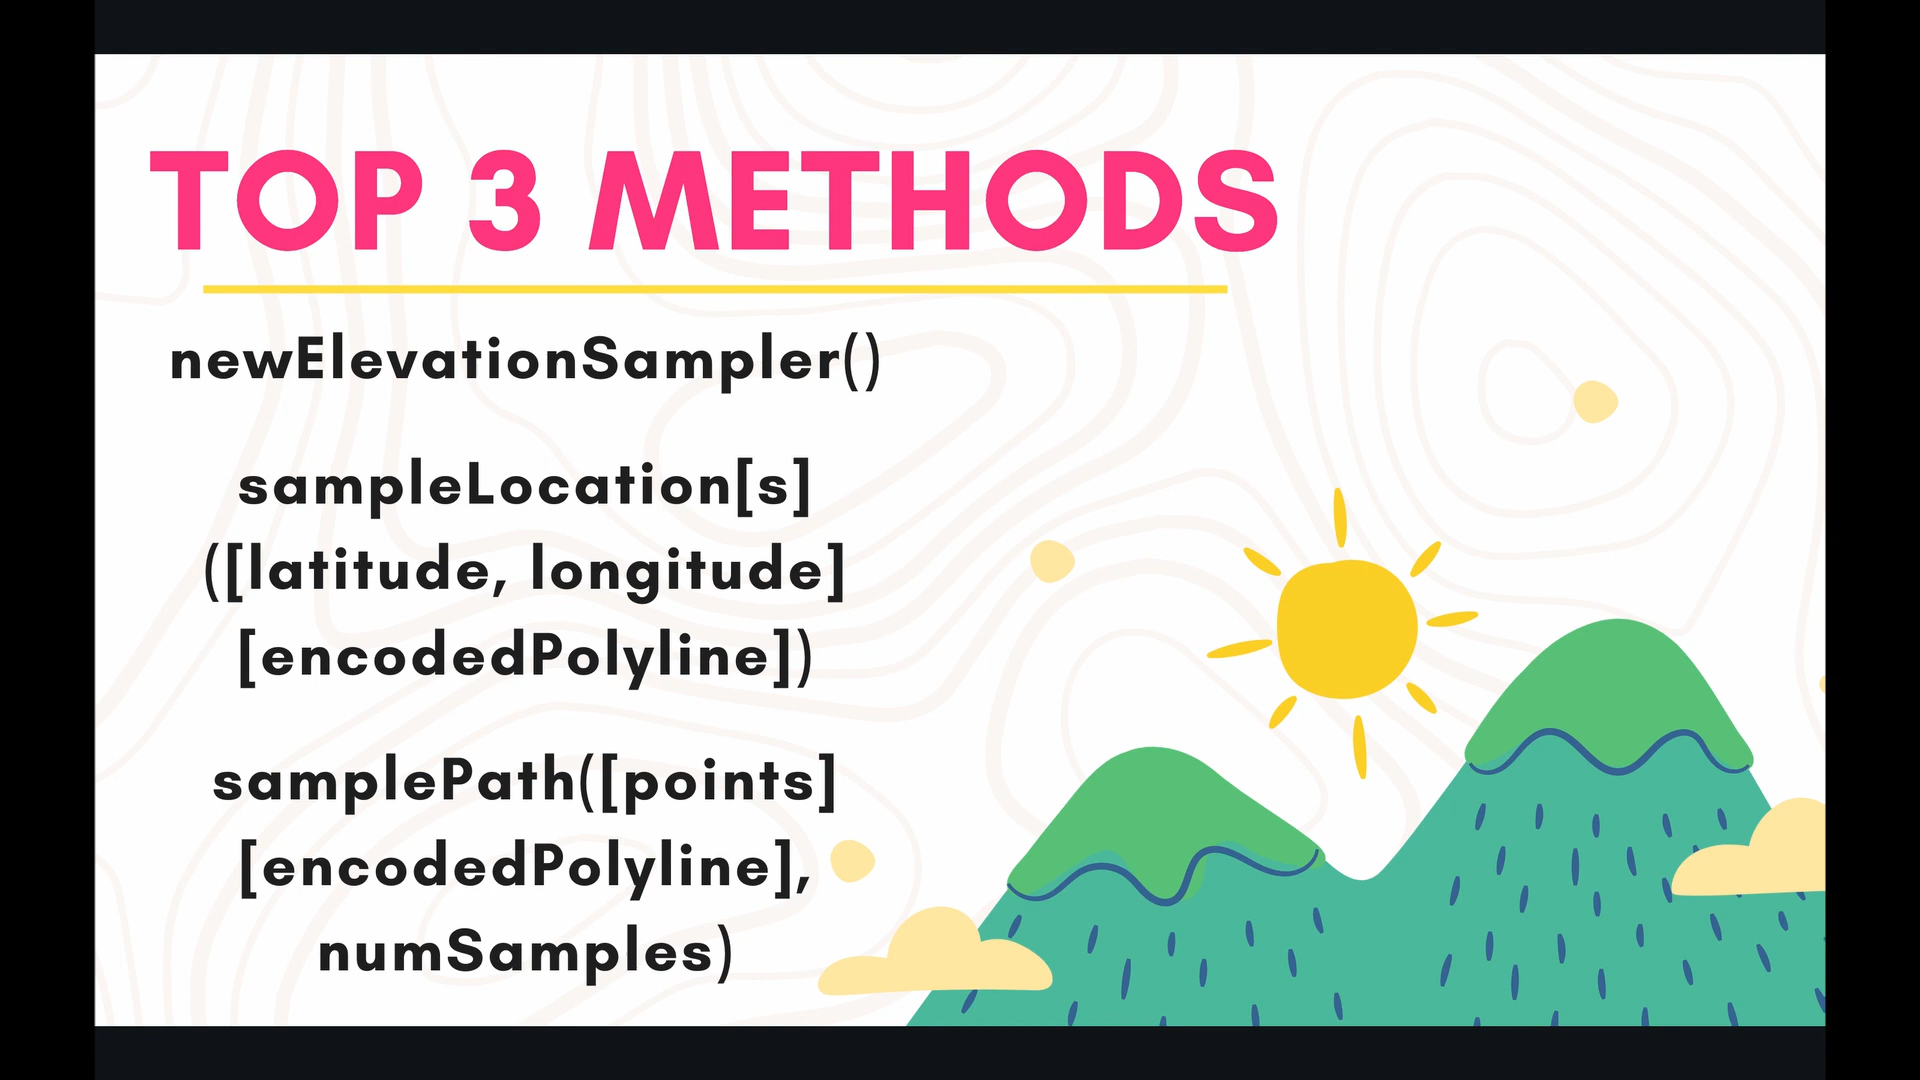 TOP 3 METHODS
newElevationSampler()
sampleLocation[s]
([latitude, longitude]
[encodedPolyline])
samplePath([points]
[encodedPolyline],
numSamples)